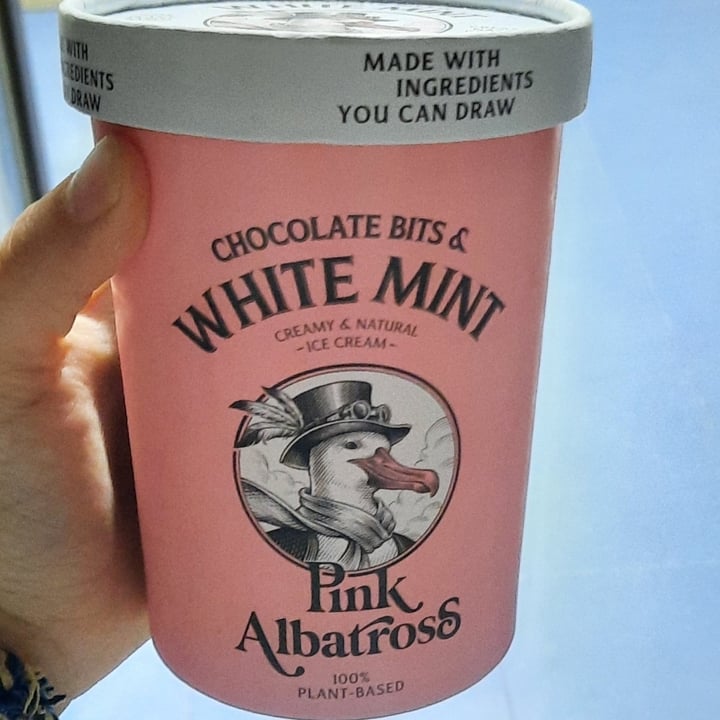 WITH
DRAW
MADE WITH
INGREDIENTS
YOU CAN DRAW
CHOCOLATE BITS &
WHITE MINT
CREAMY & NATURAL
-ICE CREAM-
Pink
Albatross
100%
PLANT-BASED